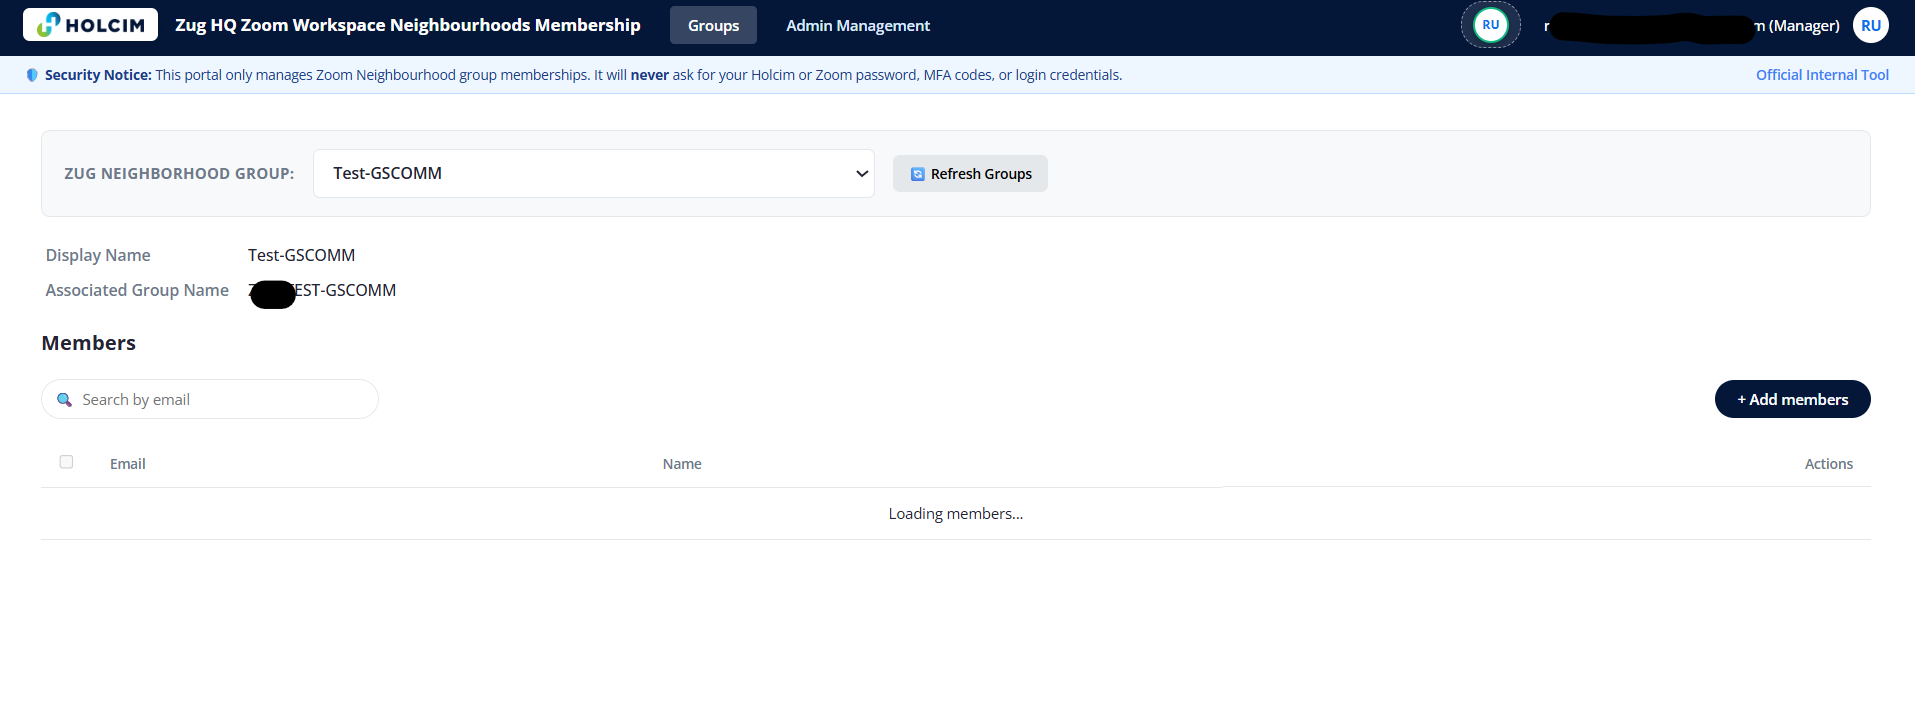 HOLCIM
Zug HQ Zoom Workspace Neighbourhoods Membership
Groups
Admin Management
RU
(Manager)
RU
Security Notice: This portal only manages Zoom Neighbourhood group memberships. It will never ask for your Holcim or Zoom password, MFA codes, or login credentials.
Official Internal Tool
ZUG NEIGHBORHOOD GROUP:
Test-GSCOMM
Refresh Groups
Display Name
Test-GSCOMM
Associated Group Name
EST-GSCOMM
Members
Search by email
+ Add members
Email
Name
Actions
Loading members...